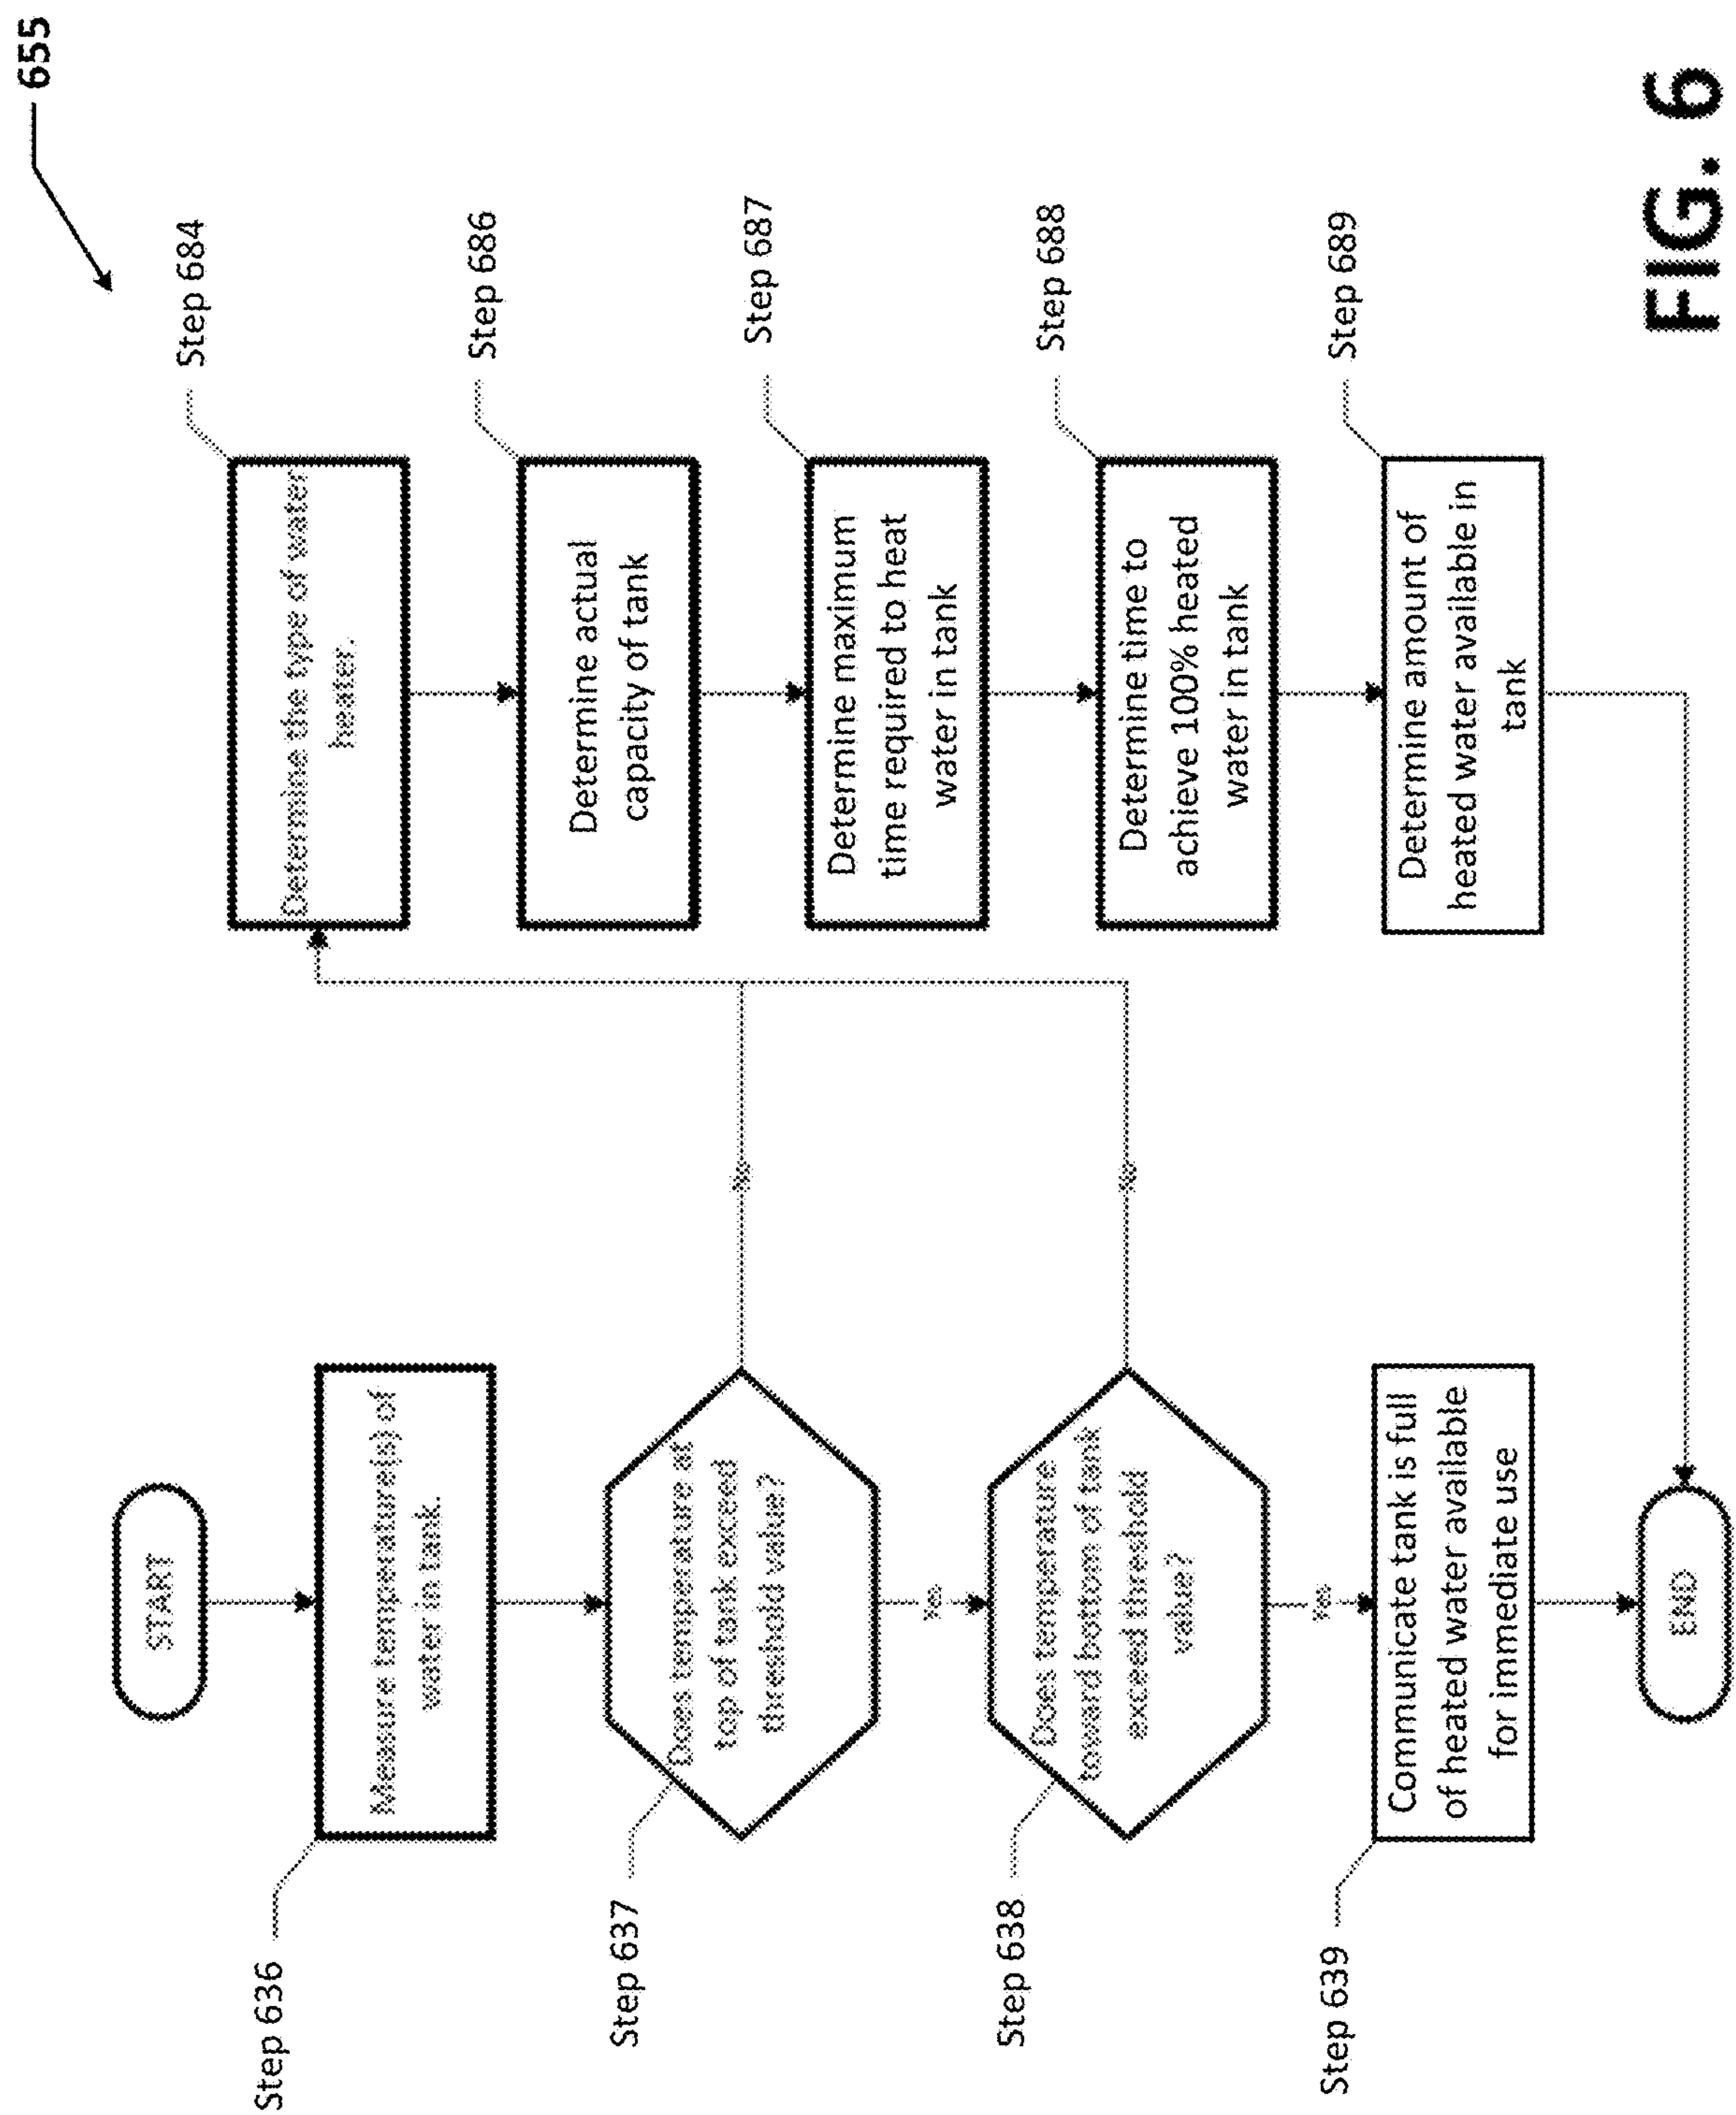 655
START
Step 636
Measure temperature(s) of
water in tank.
Step 637
Does temperature at
top of tank exceed
threshold value?
Yes
No
Step 638
Does temperature
toward bottom of tank
exceed threshold
value?
Yes
No
Step 639
Communicate tank is full
of heated water available
for immediate use
END
Step 684
Determine the type of water
heater.
Step 686
Determine actual
capacity of tank
Step 687
Determine maximum
time required to heat
water in tank
Step 688
Determine time to
achieve 100% heated
water in tank
Step 689
Determine amount of
heated water available in
tank
FIG. 6